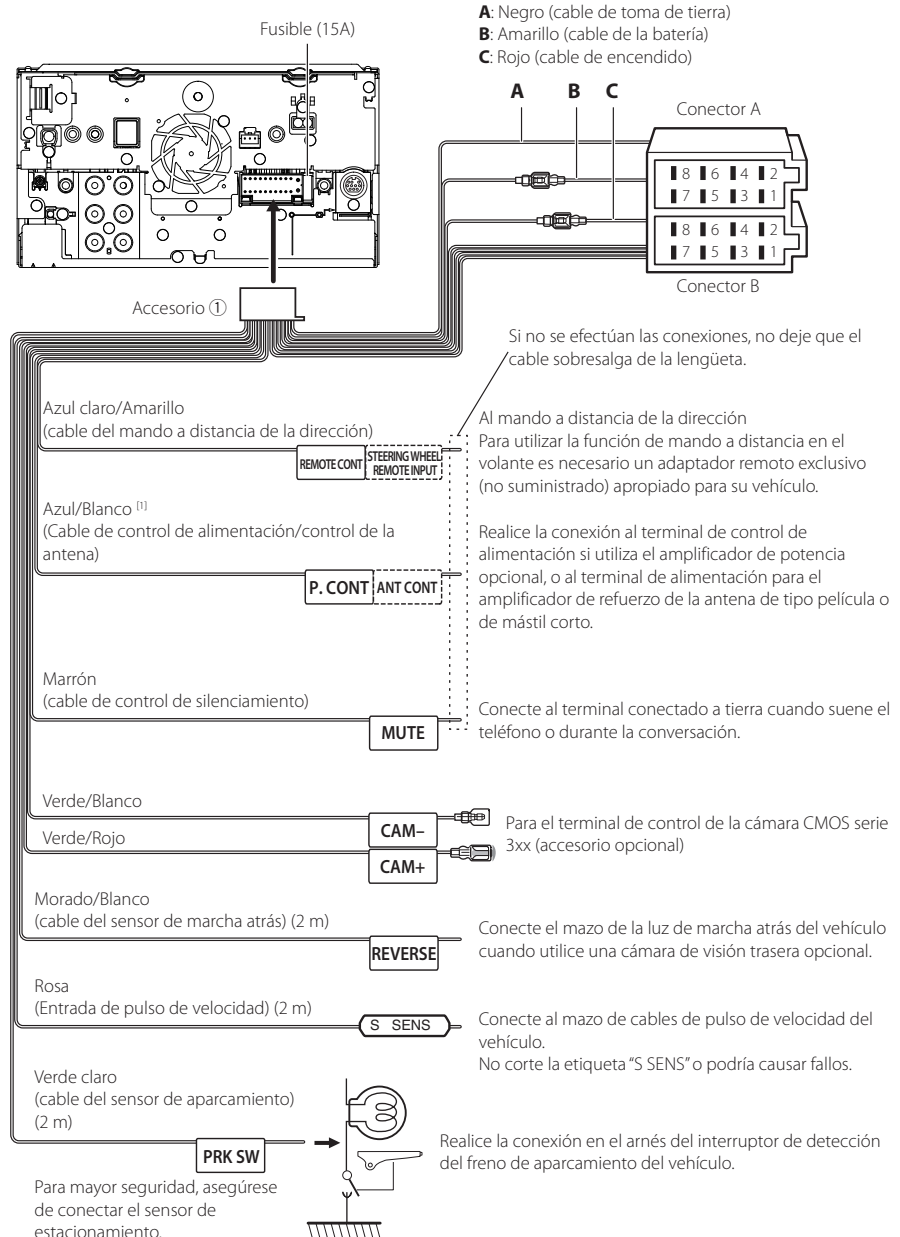 Fusible (15A)
A: Negro (cable de toma de tierra)
B: Amarillo (cable de la batería)
C: Rojo (cable de encendido)
A B C
Conector A
8 6 4 2
7 5 3 1
8 6 4 2
7 5 3 1
Conector B
Accesorio ①
Si no se efectúan las conexiones, no deje que el
cable sobresalga de la lengüeta.
Azul claro/Amarillo
(cable del mando a distancia de la dirección)
REMOTE CONT
STEERING WHEEL
REMOTE INPUT
Al mando a distancia de la dirección
Para utilizar la función de mando a distancia en el
volante es necesario un adaptador remoto exclusivo
(no suministrado) apropiado para su vehículo.
Azul/Blanco [1]
(Cable de control de alimentación/control de la
antena)
P. CONT ANT CONT
Realice la conexión al terminal de control de
alimentación si utiliza el amplificador de potencia
opcional, o al terminal de alimentación para el
amplificador de refuerzo de la antena de tipo película o
de mástil corto.
Marrón
(cable de control de silenciamiento)
MUTE
Conecte al terminal conectado a tierra cuando suene el
teléfono o durante la conversación.
Verde/Blanco
CAM–
Verde/Rojo
CAM+
Para el terminal de control de la cámara CMOS serie
3xx (accesorio opcional)
Morado/Blanco
(cable del sensor de marcha atrás) (2 m)
REVERSE
Conecte el mazo de la luz de marcha atrás del vehículo
cuando utilice una cámara de visión trasera opcional.
Rosa
(Entrada de pulso de velocidad) (2 m)
S SENS
Conecte al mazo de cables de pulso de velocidad del
vehículo.
No corte la etiqueta “S SENS” o podría causar fallos.
Verde claro
(cable del sensor de aparcamiento)
(2 m)
PRK SW
Realice la conexión en el arnés del interruptor de detección
del freno de aparcamiento del vehículo.
Para mayor seguridad, asegúrese
de conectar el sensor de
estacionamiento.